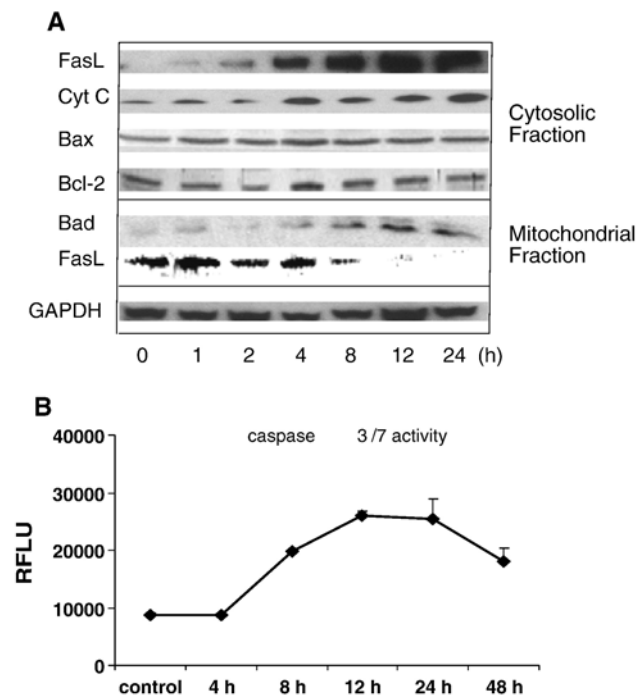 A
FasL
Cyt C
Bax
Bcl-2
Cytosolic
Fraction
Bad
FasL
Mitochondrial
Fraction
GAPDH
0 1 2 4 8 12 24 (h)
B
caspase 3/7 activity
40000
30000
20000
10000
0
RFLU
control 4 h 8 h 12 h 24 h 48 h